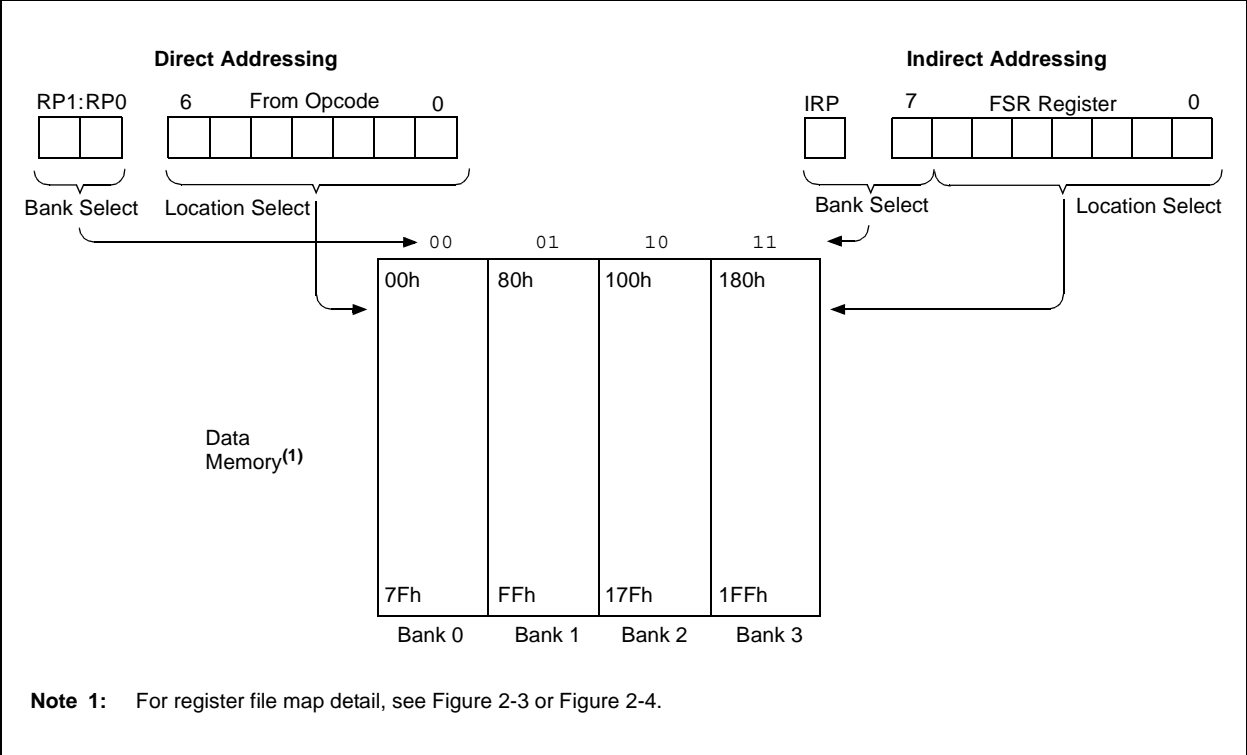 Direct Addressing
Indirect Addressing
RP1:RP0
6
From Opcode
0
IRP
7
FSR Register
0
Bank Select
Location Select
Bank Select
Location Select
00
01
10
11
00h
80h
100h
180h
Data
Memory(1)
7Fh
FFh
17Fh
1FFh
Bank 0
Bank 1
Bank 2
Bank 3
Note 1: For register file map detail, see Figure 2-3 or Figure 2-4.